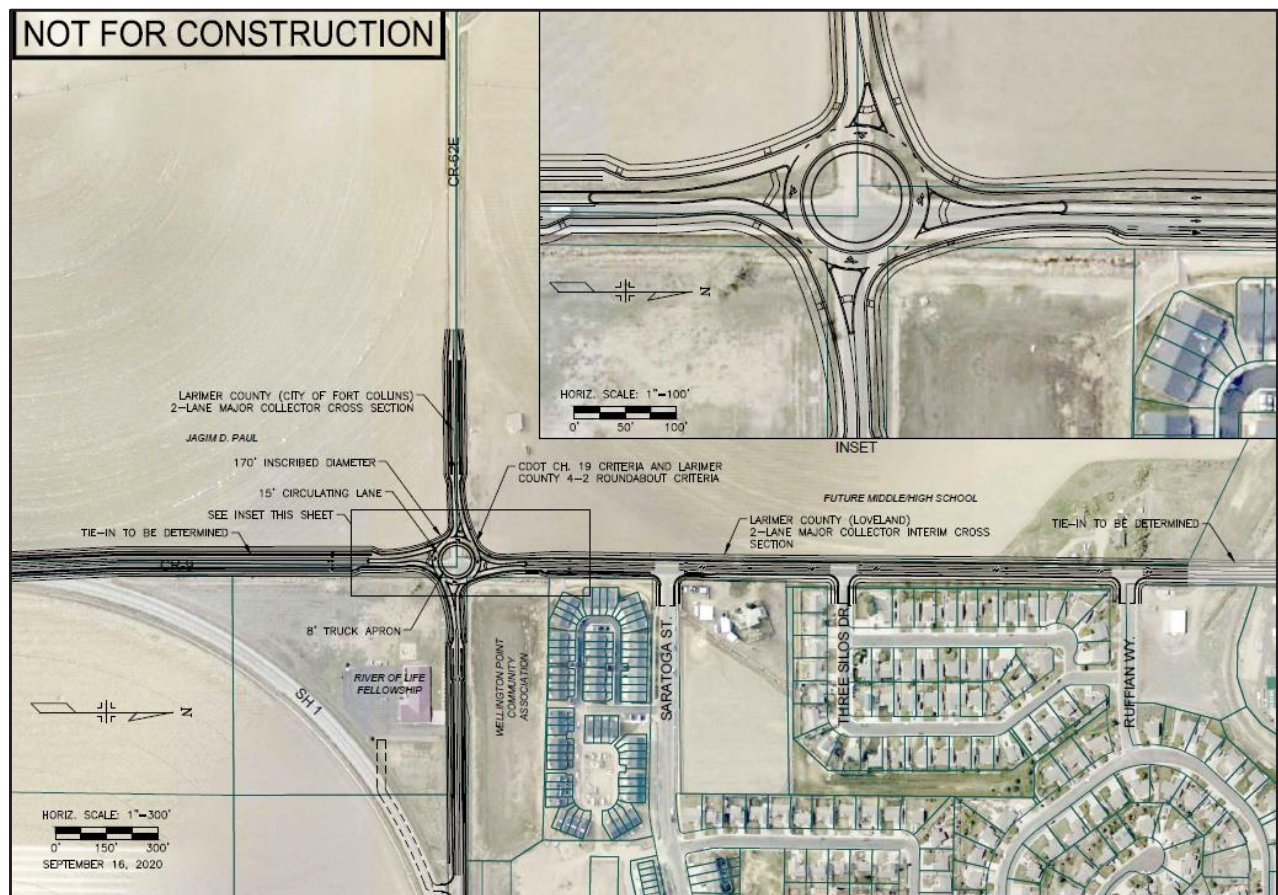 NOT FOR CONSTRUCTION
CR-62E
N
HORIZ. SCALE: 1"=100'
0' 50' 100'
INSET
LARIMER COUNTY (CITY OF FORT COLLINS)
2-LANE MAJOR COLLECTOR CROSS SECTION
JAGIM D. PAUL
170' INSCRIBED DIAMETER
15' CIRCULATING LANE
SEE INSET THIS SHEET
TIE-IN TO BE DETERMINED
CR-9
CDOT CH. 19 CRITERIA AND LARIMER
COUNTY 4-2 ROUNDABOUT CRITERIA
FUTURE MIDDLE/HIGH SCHOOL
LARIMER COUNTY (LOVELAND)
2-LANE MAJOR COLLECTOR INTERIM CROSS
SECTION
TIE-IN TO BE DETERMINED
8' TRUCK APRON
RIVER OF LIFE
FELLOWSHIP
SH 1
WELLINGTON POINT
COMMUNITY
ASSOCIATION
SARATOGA ST.
THREE SILOS DR.
RUFFIAN WY.
N
HORIZ. SCALE: 1"=300'
0' 150' 300'
SEPTEMBER 16, 2020